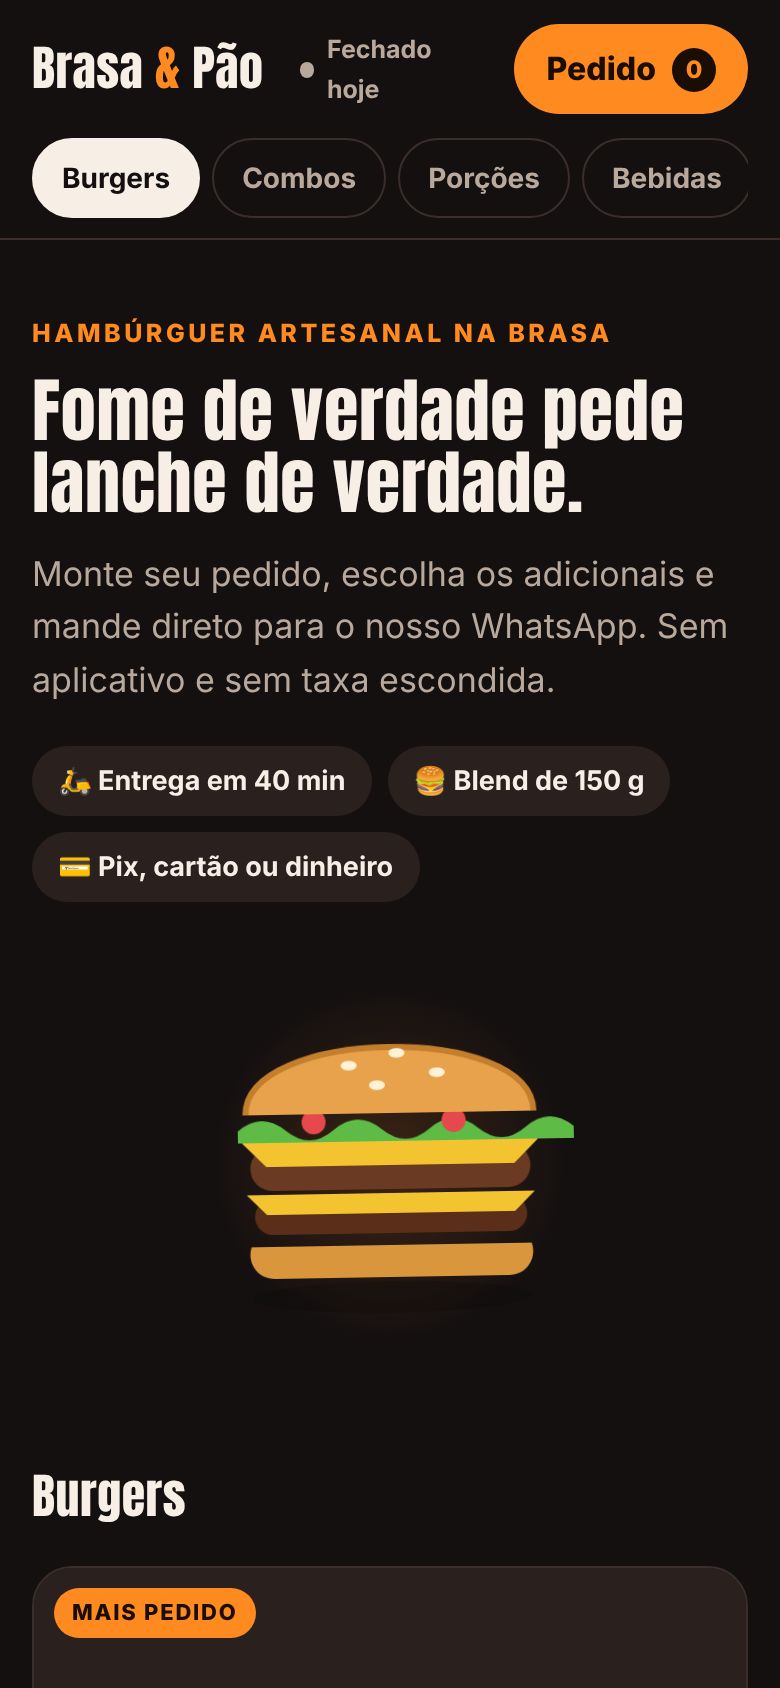 Brasa & Pão
Fechado
hoje
Pedido 0
Burgers Combos Porções Bebidas
HAMBÚRGUER ARTESANAL NA BRASA
Fome de verdade pede
lanche de verdade.
Monte seu pedido, escolha os adicionais e
mande direto para o nosso WhatsApp. Sem
aplicativo e sem taxa escondida.
Entrega em 40 min Blend de 150 g
Pix, cartão ou dinheiro
Burgers
MAIS PEDIDO